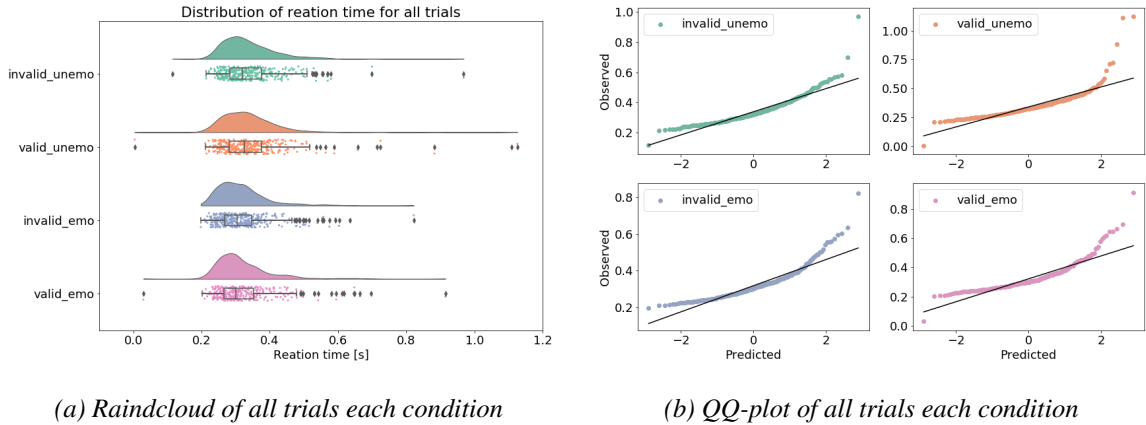 Distribution of reation time for all trials
invalid_unemo
valid_unemo
invalid_emo
valid_emo
0.0 0.2 0.4 0.6 0.8 1.0 1.2
Reation time [s]
(a) Raindcloud of all trials each condition
Observed
1.0
0.8
0.6
0.4
0.2
invalid_unemo
−2 0 2
1.00
0.75
0.50
0.25
0.00
valid_unemo
−2 0 2
Observed
0.8
0.6
0.4
0.2
invalid_emo
−2 0 2
Predicted
0.8
0.6
0.4
0.2
0.0
valid_emo
−2 0 2
Predicted
(b) QQ-plot of all trials each condition